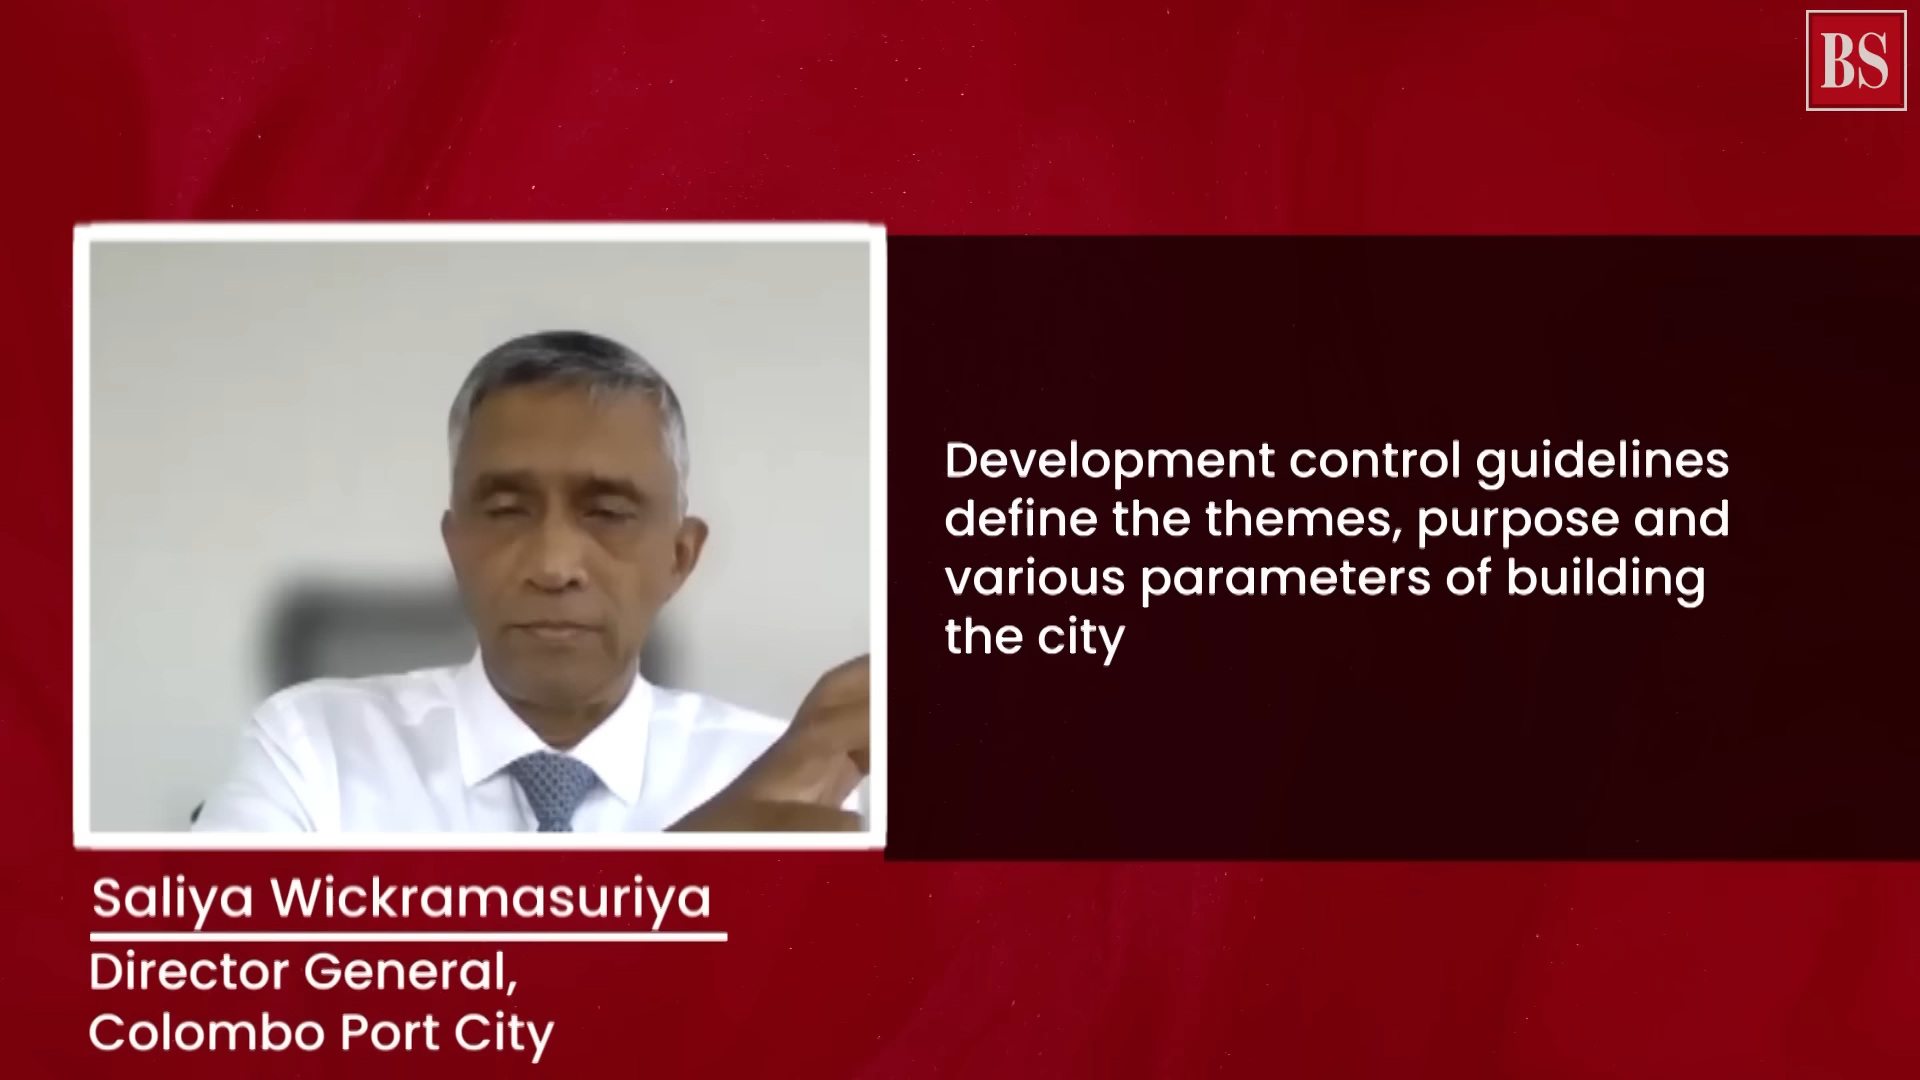 BS
Development control guidelines
define the themes, purpose and
various parameters of building
the city
Saliya Wickramasuriya
Director General,
Colombo Port City